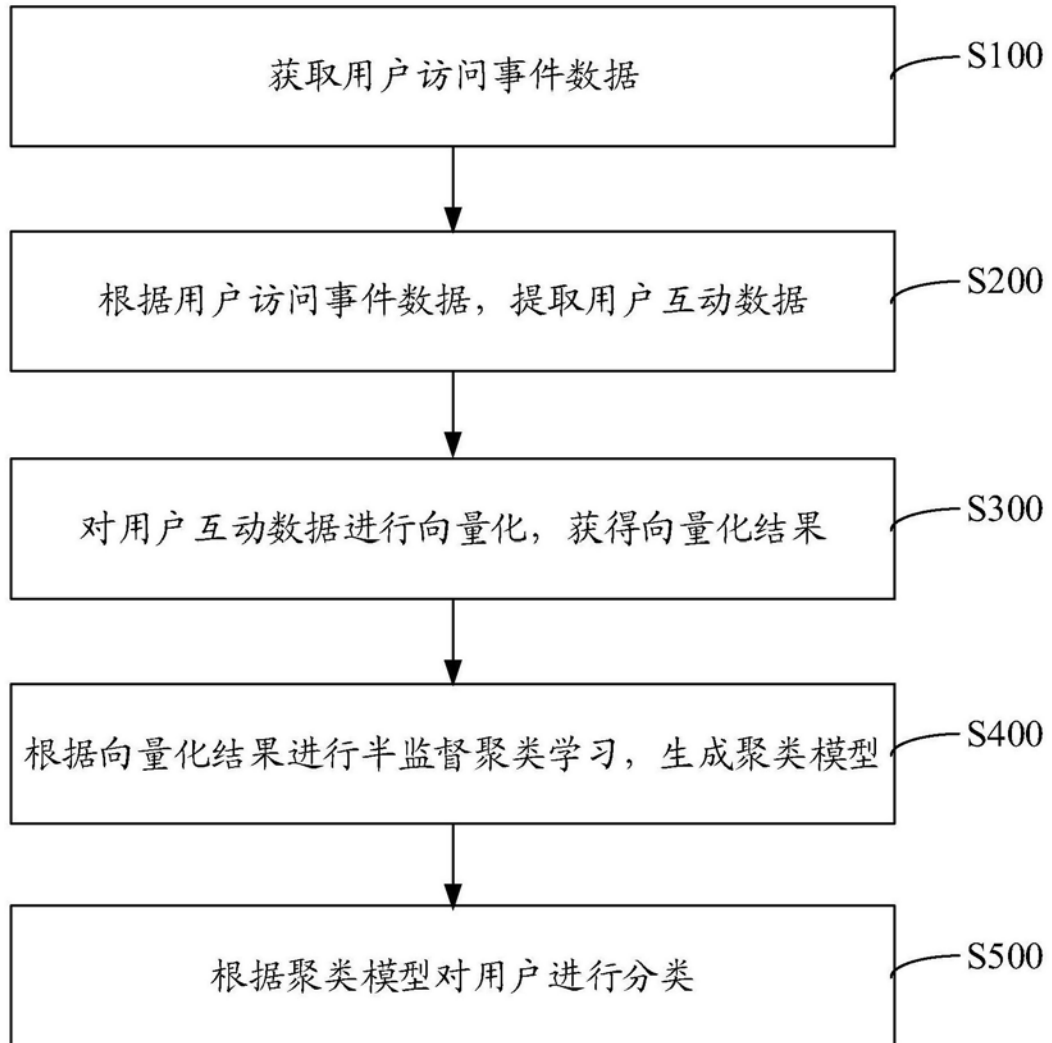 获取用户访问事件数据
S100
根据用户访问事件数据，提取用户互动数据
S200
对用户互动数据进行向量化，获得向量化结果
S300
根据向量化结果进行半监督聚类学习，生成聚类模型
S400
根据聚类模型对用户进行分类
S500